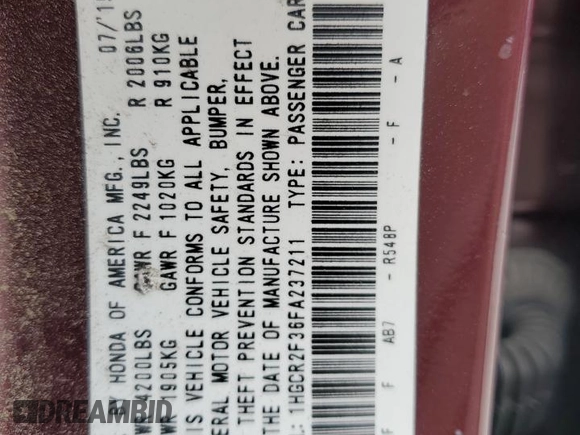 BY HONDA OF AMERICA MFG., INC. 07/'15
4200LBS GAWR F 2249LBS R 2006LBS
1905KG GAWR F 1020KG R 910KG
IS VEHICLE CONFORMS TO ALL APPLICABLE
ERAL MOTOR VEHICLE SAFETY, BUMPER,
THEFT PREVENTION STANDARDS IN EFFECT
THE DATE OF MANUFACTURE SHOWN ABOVE.
1HGCR2F36FA237211 TYPE: PASSENGER CAR
F AB7 - R548P - F - A
DREAMBID